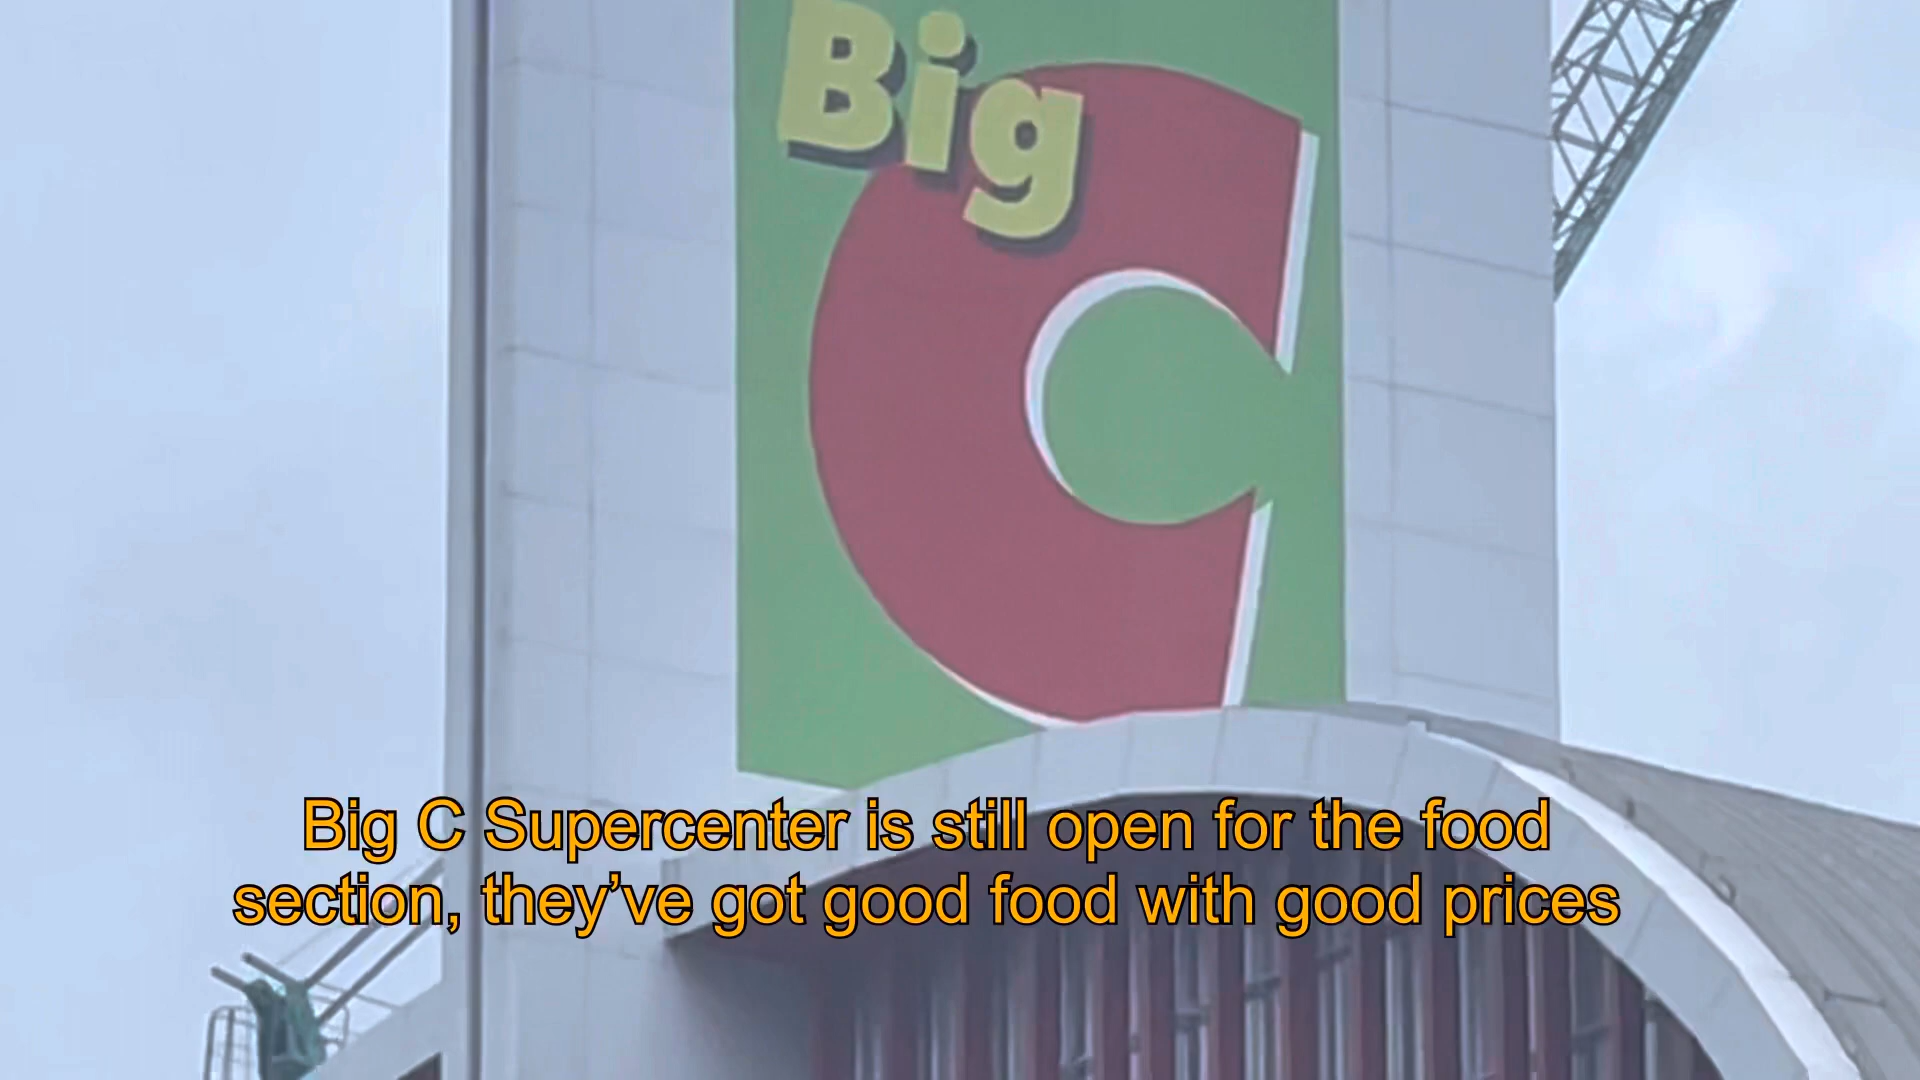 Big
C
Big C Supercenter is still open for the food
section, they’ve got good food with good prices